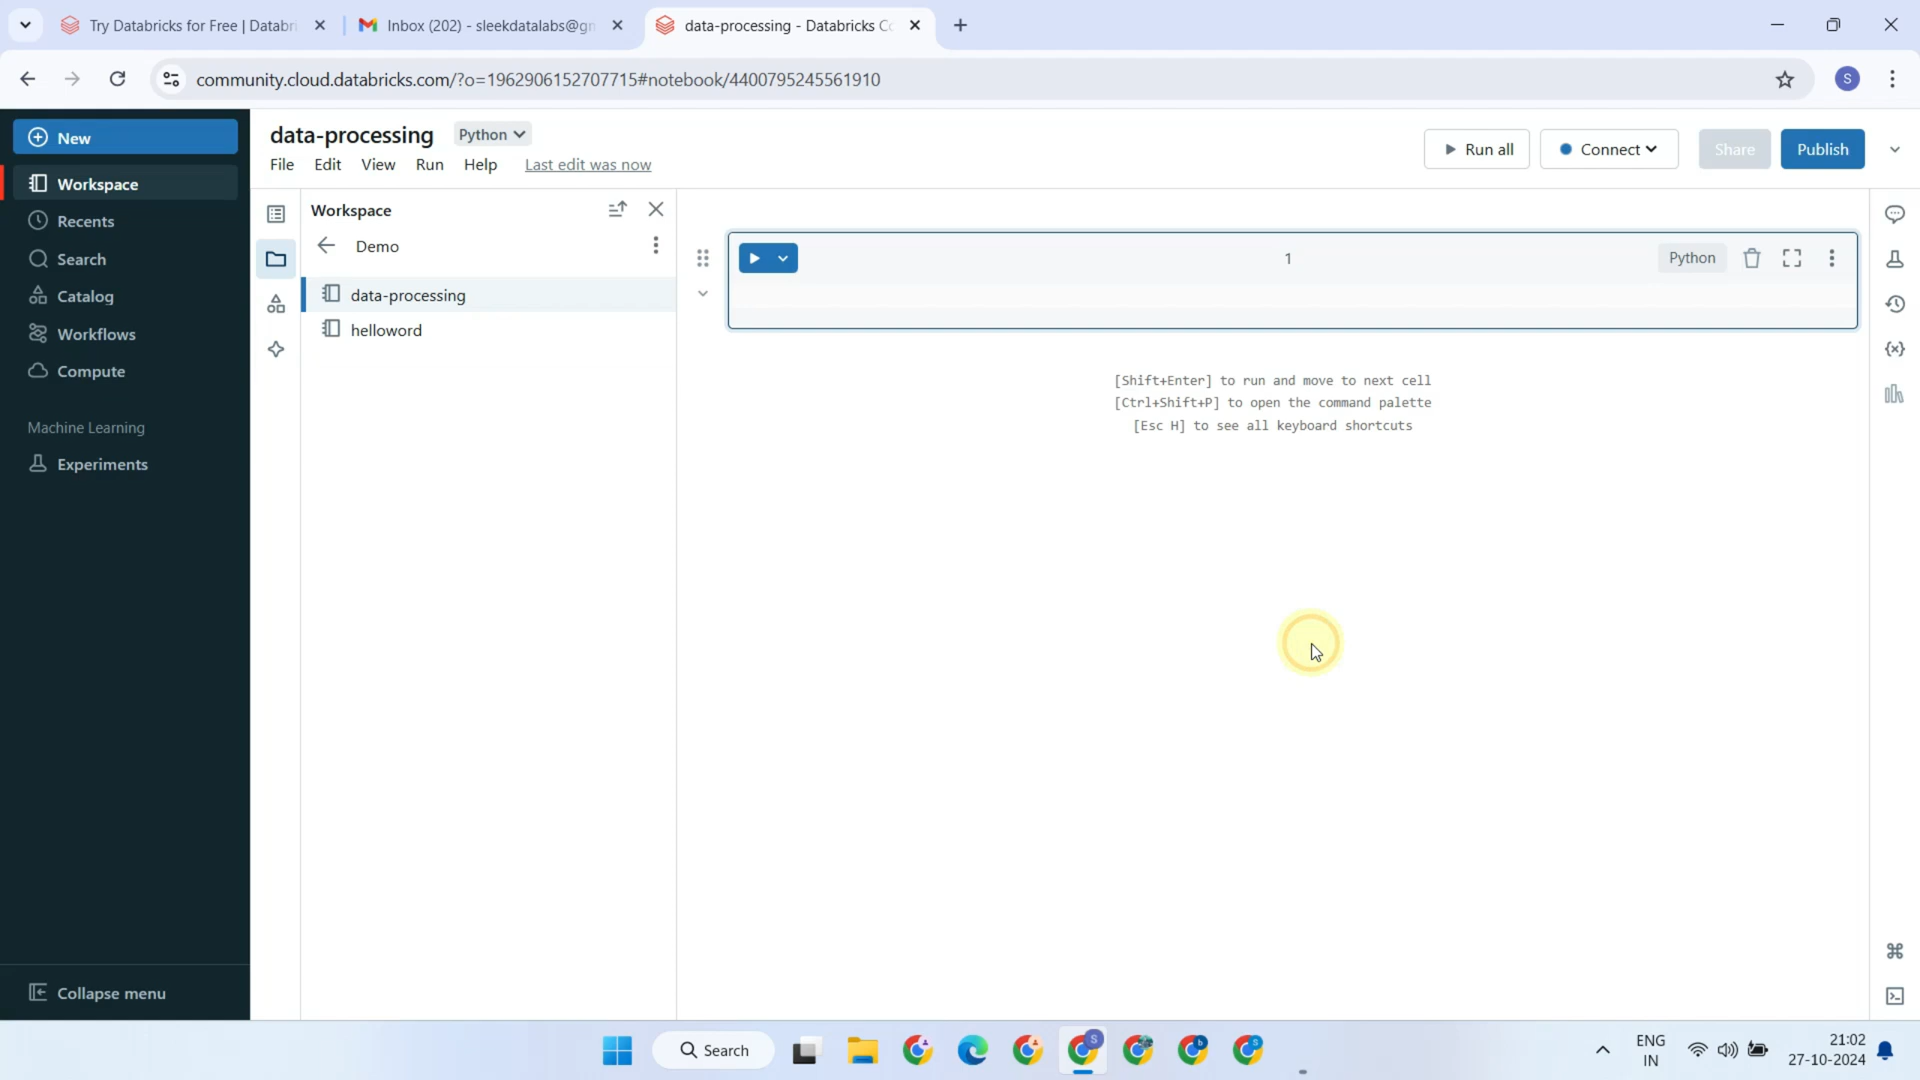 Try Databricks for Free | Databri
Inbox (202) - sleekdatalabs@gm
data-processing - Databricks Co
community.cloud.databricks.com/?o=1962906152707715#notebook/4400795245561910
S
New
Workspace
Recents
Search
Catalog
Workflows
Compute
Machine Learning
Experiments
Collapse menu
data-processing
Python
File
Edit
View
Run
Help
Last edit was now
Run all
Connect
Share
Publish
Workspace
Demo
data-processing
helloword
1
Python
[Shift+Enter] to run and move to next cell
[Ctrl+Shift+P] to open the command palette
[Esc H] to see all keyboard shortcuts
Search
ENG
IN
21:02
27-10-2024